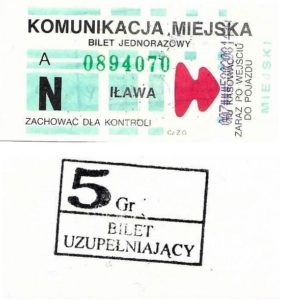 KOMUNIKACJA MIEJSKA
BILET JEDNORAZOWY
A
0894070
N
IŁAWA
ZACHOWAĆ DLA KONTROLI
KASOWAĆ
ZARAZ PO WEJŚCIU
DO POJAZDU
MIEJSKI
5 Gr
BILET
UZUPEŁNIAJĄCY